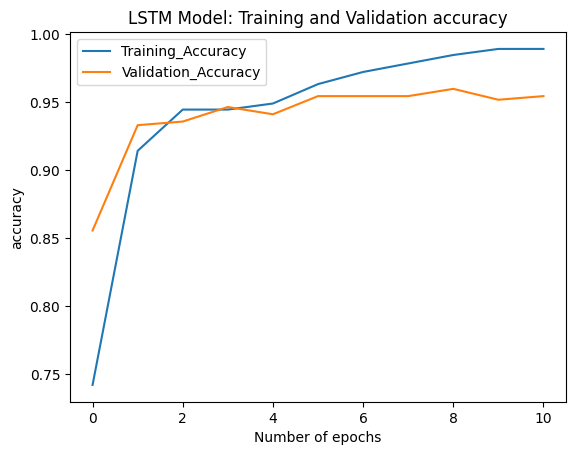 LSTM Model: Training and Validation accuracy
Training_Accuracy
Validation_Accuracy
1.00
0.95
0.90
0.85
0.80
0.75
accuracy
0 2 4 6 8 10
Number of epochs